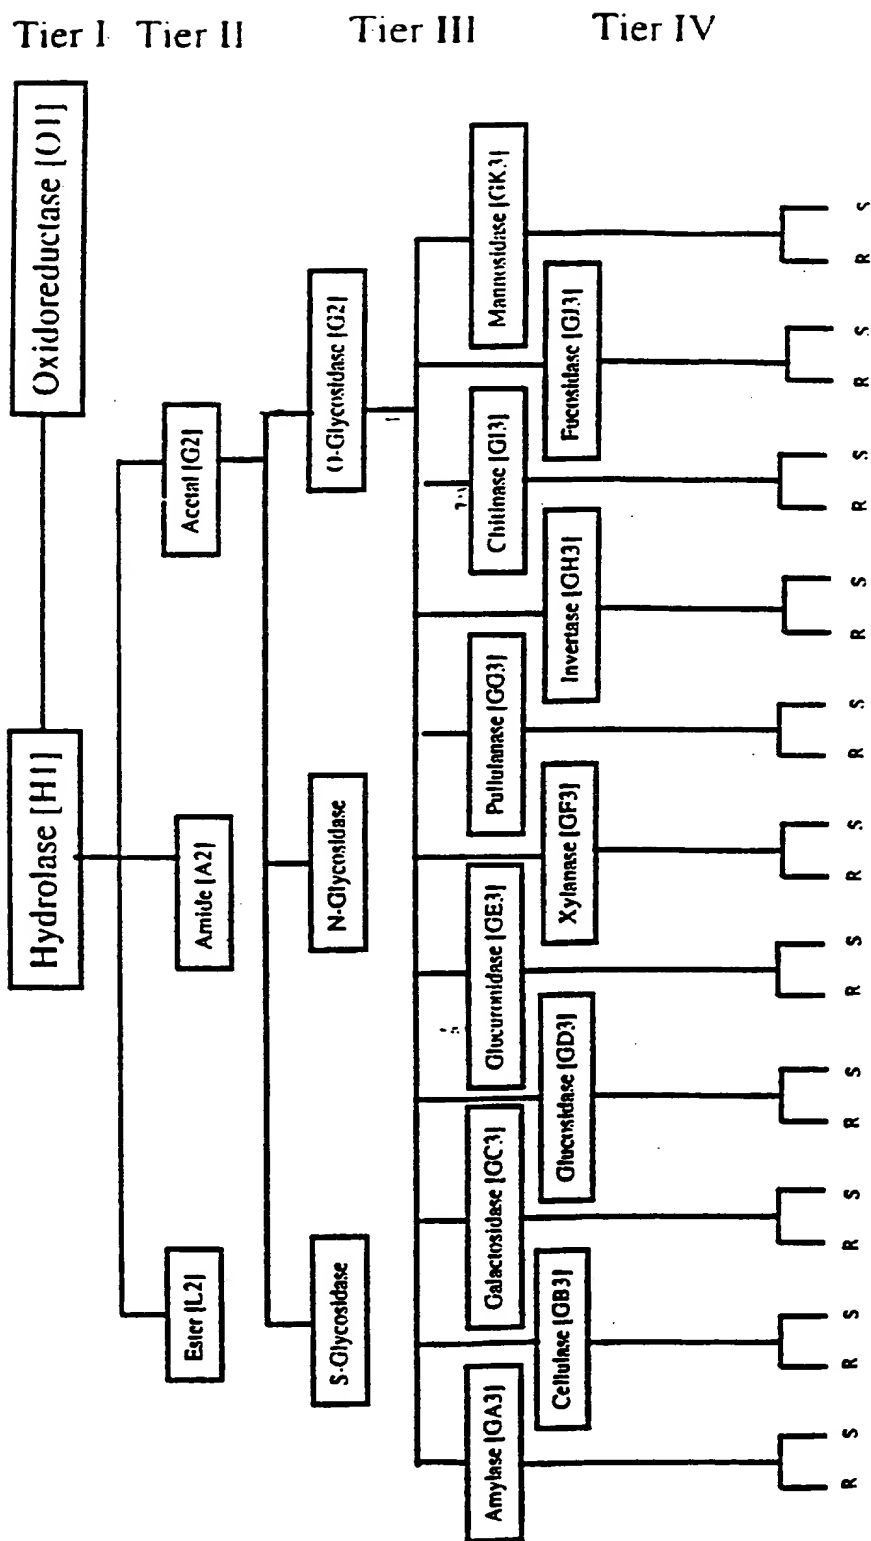 Tier I
Tier II
Tier III
Tier IV
Hydrolase [H1]
Oxidoreductase [O1]
Ester [L2]
Amide [A2]
Acetal [G2]
S-Glycosidase
N-Glycosidase
O-Glycosidase [G2]
Amylase [GA3]
Cellulase [GB3]
Galactosidase [GC3]
Glucosidase [GD3]
Glucuronidase [GE3]
Xylanase [GF3]
Pullulanase [GG3]
Invertase [GH3]
Chitinase [GI3]
Fucosidase [GJ3]
Mannosidase [GK3]
R S
R S
R S
R S
R S
R S
R S
R S
R S
R S
R S